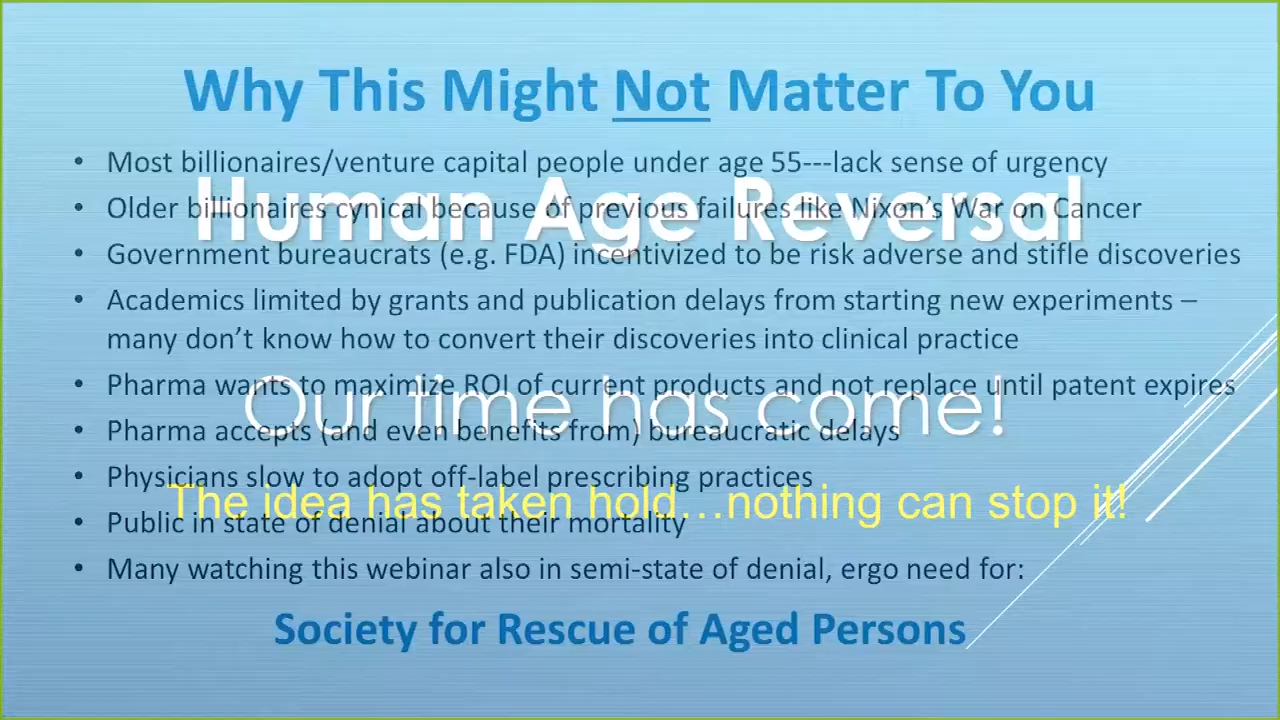 Why This Might Not Matter To You
• Most billionaires/venture capital people under age 55---lack sense of urgency
Human Age Reversal
• Older billionaires cynical because of previous failures like Nixon's War on Cancer
• Government bureaucrats (e.g. FDA) incentivized to be risk adverse and stifle discoveries
• Academics limited by grants and publication delays from starting new experiments –
many don't know how to convert their discoveries into clinical practice
• Pharma wants to maximize ROI of current products and not replace until patent expires
Our time has come!
• Pharma accepts (and even benefits from) bureaucratic delays
• Physicians slow to adopt off-label prescribing practices
The idea has taken hold…nothing can stop it!
• Public in state of denial about their mortality
• Many watching this webinar also in semi-state of denial, ergo need for:
Society for Rescue of Aged Persons